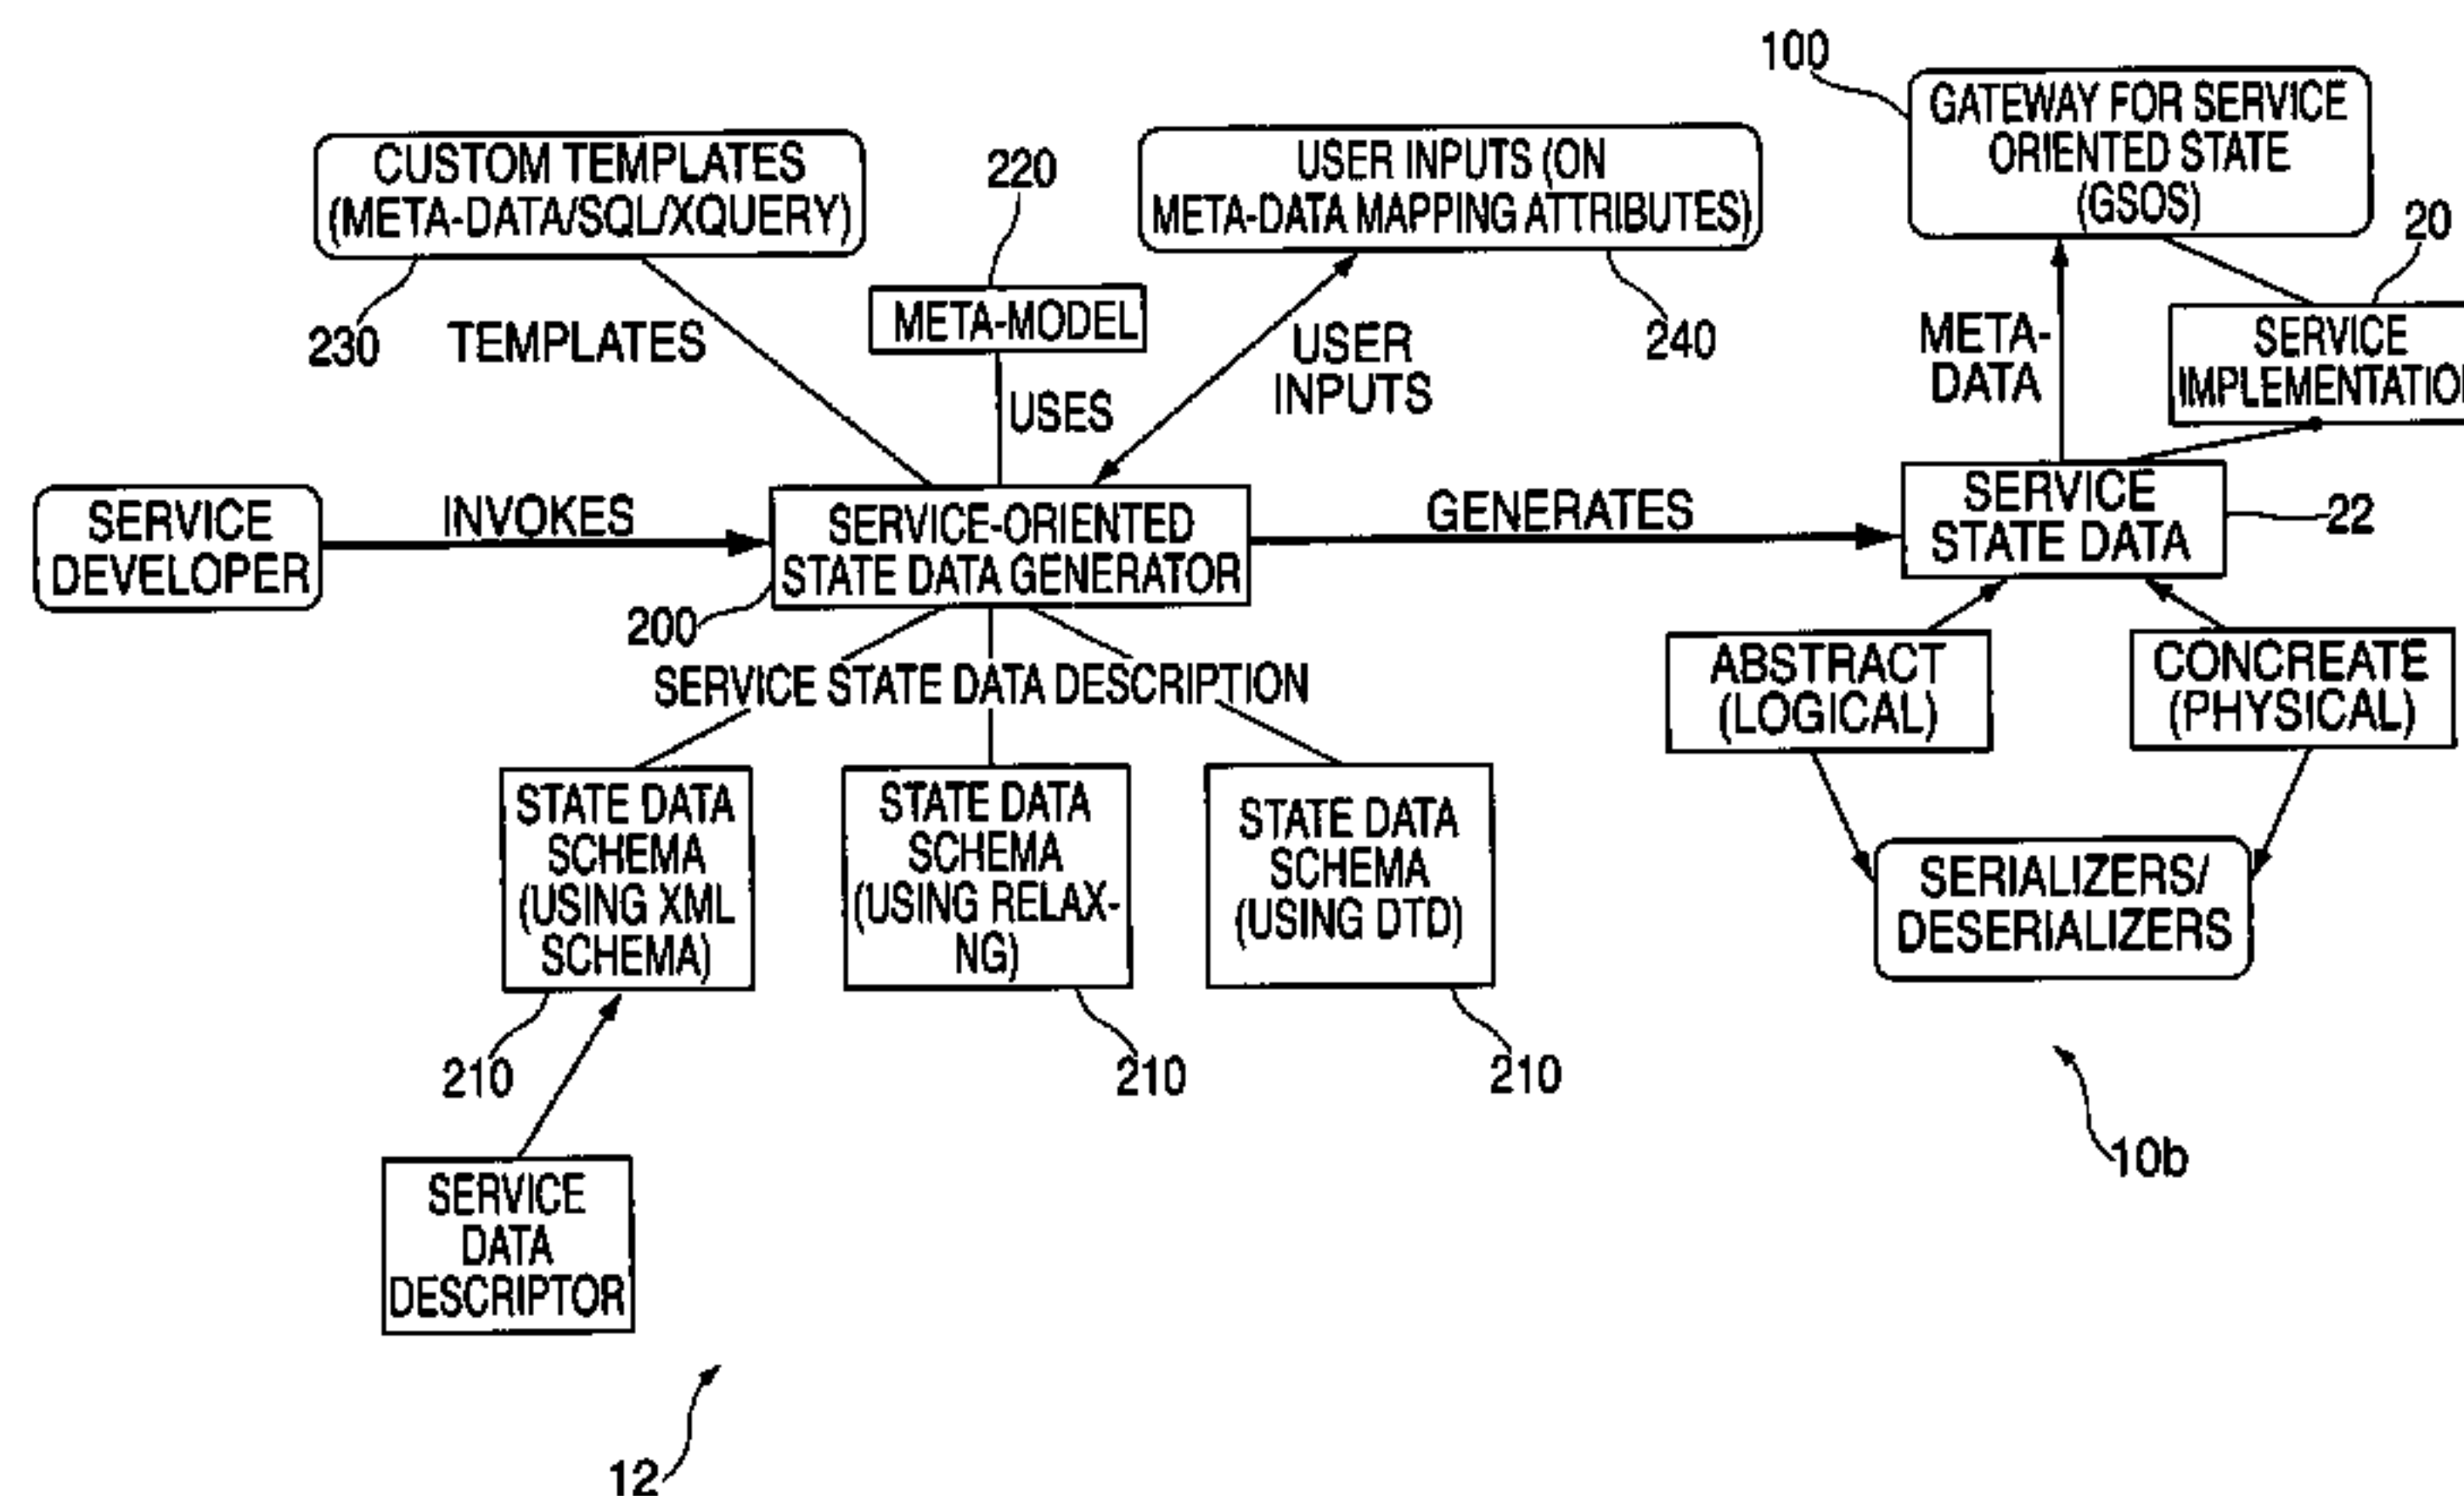 100
GATEWAY FOR SERVICE
ORIENTED STATE
(GSOS)
CUSTOM TEMPLATES
(META-DATA/SQL/XQUERY)
220
USER INPUTS (ON
META-DATA MAPPING ATTRIBUTES)
20
230
TEMPLATES
META-MODEL
USER
INPUTS
240
META-
DATA
SERVICE
IMPLEMENTATIO
USES
SERVICE
DEVELOPER
INVOKES
SERVICE-ORIENTED
STATE DATA GENERATOR
GENERATES
SERVICE
STATE DATA
22
200
SERVICE STATE DATA DESCRIPTION
ABSTRACT
(LOGICAL)
CONCREATE
(PHYSICAL)
STATE DATA
SCHEMA
(USING XML
SCHEMA)
STATE DATA
SCHEMA
(USING RELAX-
NG)
STATE DATA
SCHEMA
(USING DTD)
SERIALIZERS/
DESERIALIZERS
210
210
210
10b
SERVICE
DATA
DESCRIPTOR
12